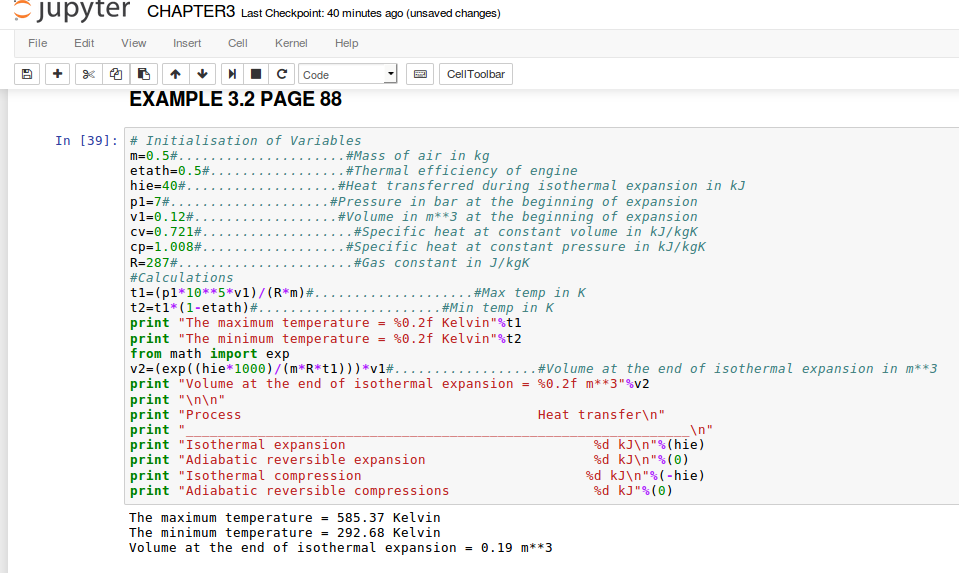 jupyter CHAPTER3 Last Checkpoint: 40 minutes ago (unsaved changes)
File Edit View Insert Cell Kernel Help
Code CellToolbar
EXAMPLE 3.2 PAGE 88
In [39]: # Initialisation of Variables
m=0.5#.....................#Mass of air in kg
etath=0.5#.................#Thermal efficiency of engine
hie=40#...................#Heat transferred during isothermal expansion in kJ
p1=7#....................#Pressure in bar at the beginning of expansion
v1=0.12#..................#Volume in m**3 at the beginning of expansion
cv=0.721#...................#Specific heat at constant volume in kJ/kgK
cp=1.008#..................#Specific heat at constant pressure in kJ/kgK
R=287#......................#Gas constant in J/kgK
#Calculations
t1=(p1*10**5*v1)/(R*m)#....................#Max temp in K
t2=t1*(1-etath)#.......................#Min temp in K
print "The maximum temperature = %0.2f Kelvin"%t1
print "The minimum temperature = %0.2f Kelvin"%t2
from math import exp
v2=(exp((hie*1000)/(m*R*t1)))*v1#..................#Volume at the end of isothermal expansion in m**3
print "Volume at the end of isothermal expansion = %0.2f m**3"%v2
print "\n\n"
print "Process                                     Heat transfer\n"
print "_______________________________________________________________\n"
print "Isothermal expansion                               %d kJ\n"%(hie)
print "Adiabatic reversible expansion                     %d kJ\n"%(0)
print "Isothermal compression                            %d kJ\n"%(-hie)
print "Adiabatic reversible compressions                  %d kJ"%(0)
The maximum temperature = 585.37 Kelvin
The minimum temperature = 292.68 Kelvin
Volume at the end of isothermal expansion = 0.19 m**3